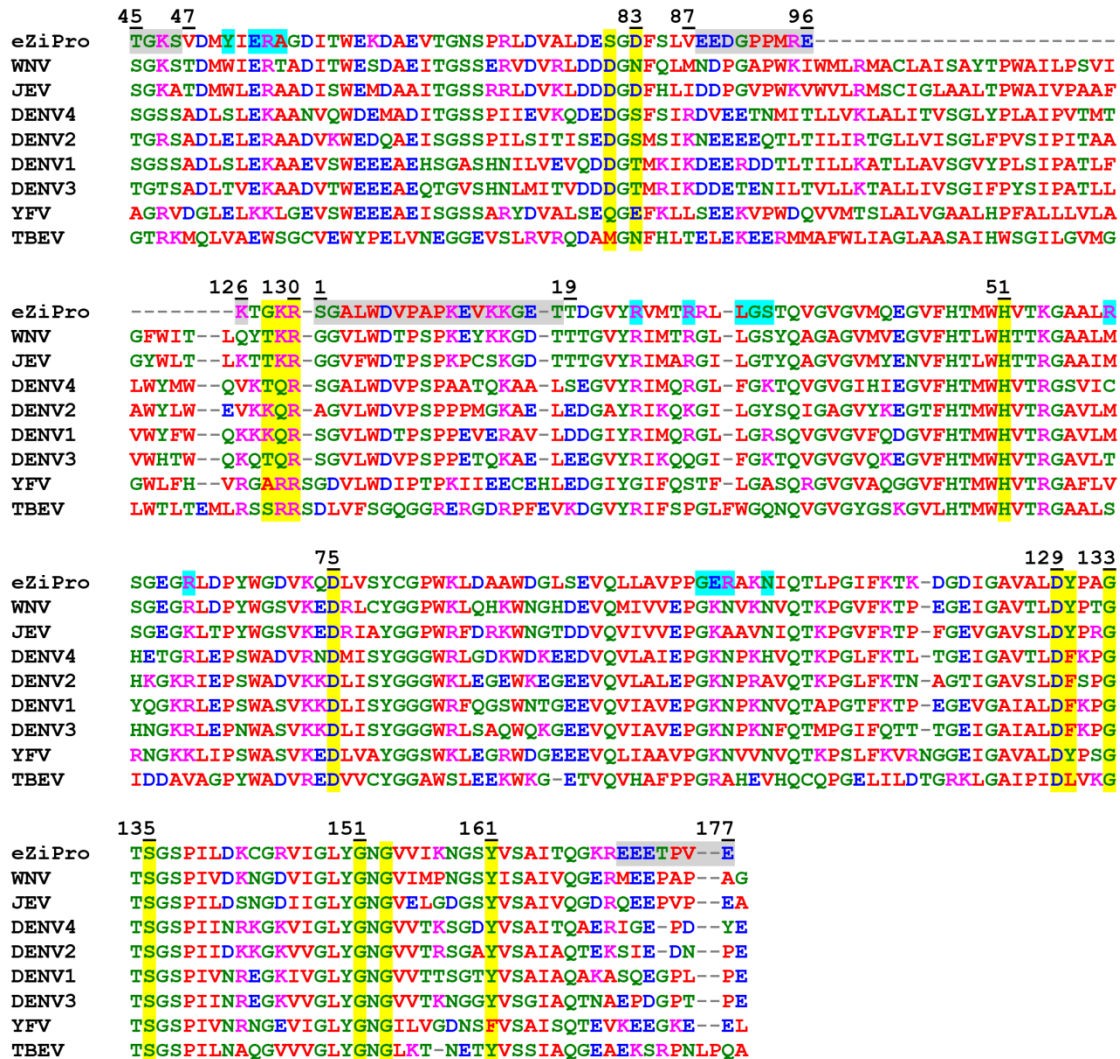 45 47 83 87 96
eZiPro TGKSVDMYIERAGDITWEKDAEVTGNSPRLDVALDESGDFSLVEEDGPPMRE-----------------------------
WNV SGKSTDMWIERTADITWESDAEITGSSERVDVRLDDDGNFQLMNDPGAPWKIWMLRMACLAISAYTPWAILPSVI
JEV SGKATDMWLERAADISWEMDAAITGSSRRLDVKLDDDGDFHLIDDPGVPWKVWVLRMSCIGLAALTPWAIVPAAF
DENV4 SGSSADLSLEKAANVQWDEMADITGSSPIIEVKQDEDGSFSIRDVEETNMITLLVKLALITVSGLYPLAIPVTMT
DENV2 TGRSADLELERAADVKWEDQAEISGSSPILSITISEDGSMSIKNEEEEQTLTILIRTGLLVISGLFPVSIPITAA
DENV1 SGSSADLSLEKAAEVSWEEEAEHSGASHNILVEVQDDGTMKIKDEERDDTLTILLKATLLAVSGVYPLSIPATLF
DENV3 TGTSADLTVEKAADVTWEEEAEQTGVSHNLMITVDDDGTMRIKDDETENILTVLLKTALLIVSGIFPYSIPATLL
YFV AGRVDGLELKKLGEVSWEEEAEISGSSARYDVALSEQGEFKLLSEEKVPWDQVVMTSLALVGAALHPFALLLVLA
TBEV GTRKMQLVAEWSGCVEWYPELVNEGGEVSLRVRQDAMGNFHLTELEKEERMMAFWLIAGLAASAIHWSGILGVMG
126 130 1 19 51
eZiPro -------KTGKR-SGALWDVPAPKEVKKGE-TTDGVYRVMTRRL-LGSTQVGVGVMQEGVFHTMWHVTKGAALR
WNV GFWIT--LQYTKR-GGVLWDTPSPKEYKKGD-TTTGVYRIMTRGL-LGSYQAGAGVMVEGVFHTLWHTTKGAALM
JEV GYWLT--LKTTKR-GGVFWDTPSPKPCSKGD-TTTGVYRIMARGI-LGTYQAGVGVMYENVFHTLWHTTRGAAIM
DENV4 LWYMW--QVKTQR-SGALWDVPSPAATQKAA-LSEGVYRIMQRGLFGKTQVGVGIHIEGVFHTMWHVTRGSVIC
DENV2 AWYLW--EVKKQR-AGVLWDVPSPPPMGKAE-LEDGAYRIKQKGI-LGYSQIGAGVYKEGTFHTMWHVTRGAVLM
DENV1 VWYFW--QKKKQR-SGVLWDTPSPPEVERAV-LDDGIYRIMQRGL-LGRSQVGVGVFQDGVFHTMWHVTRGAVLM
DENV3 VWHTW--QKQTQR-SGVLWDVPSPPETQKAE-LEEGVYRIKQQGI-FGKTQVGVGVQKEGVFHTMWHVTRGAVLT
YFV GWLFH--VRGARRSGDVLWDIPTPKIIEECEHLEDGIYGIFQSTF-LGASQRGVGVAQGGVFHTMWHVTRGAFLV
TBEV LWTLTEMLRSSRRSDLVFSGQGGRERGDRPFEVKDGVYRIFSPGLFWGQNQVGVGYGSKGVLHTMWHVTRGAALS
75 129 133
eZiPro SGEGRLDPYWGDVKQDLVSYCGPWKLDAAWDGLSEVQLLAVPPGERAKNIQTLPGIFKTK-DGDIGAVALDYPAG
WNV SGEGRLDPYWGSVKEDRLCYGGPWKLQHKWNGHDEVQMIVVEPGKNVKNVQTKPGVFKTP-EGEIGAVTLDYPTG
JEV SGEGKLTPYWGSVKEDRIAYGGPWRFDRKWNGTDDVQVIVVEPGKAAVNIQTKPGVFRTP-FGEVGAVSLDYPRG
DENV4 HETGRLEPSWADVRNDMISYGGGWRLGDKWDKEEDVQVLAIEPGKNPKHVQTKPGLFKTL-TGEIGAVTLDFKPG
DENV2 HKGKRIEPSWADVKKDLISYGGGWKLEGEWKEGEEVQVLALEPGKNPRAVQTKPGLFKTN-AGTIGAVSLDFSPG
DENV1 YQGKRLEPSWASVKKDLISYGGGWRFQGSWNTGEEVQVIAVEPGKNPKNVQTAPGTFKTP-EGEVGAIALDFKPG
DENV3 HNGKRLEPNWASVKKDLISYGGGWRLSAQWQKGEEVQVIAVEPGKNPKNFQTMPGIFQTT-TGEIGAIALDFKPG
YFV RNGKKLIPSWASVKEDLVAYGGSWKLEGRWDGEEEVQLIAAVPGKNVVNVQTKPSLFKVRNGGEIGAVALDYPSG
TBEV IDDAVAGPYWADVREDVVCYGGAWSLEEKWKG-ETVQVHAFPPGRAHEVHQCQPGELILDTGRKLGAIPIDLVKG
135 151 161 177
eZiPro TSGSPILDKCGRVIGLYGNGVVIKNGSYVSAITQGKREEETPV--E
WNV TSGSPIVDKNGDVIGLYGNGVIMPNGSYISAIVQGERMEEPAP--AG
JEV TSGSPILDSNGDIIGLYGNGVELGDGSYVSAIVQGDRQEEPVP--EA
DENV4 TSGSPIINRKGKVIGLYGNGVVTKSGDYVSAITQAERIGE-PD--YE
DENV2 TSGSPIIDKKGKVVGLYGNGVVTRSGAYVSAIAQTEKSIE-DN--PE
DENV1 TSGSPIVNREGKIVGLYGNGVVTTSGTYVSAIAQAKASQEGPL--PE
DENV3 TSGSPIINREGKVVGLYGNGVVTKNGGYVSGIAQTNAEPDGPT--PE
YFV TSGSPIVNRNGEVIGLYGNGILVGDNSFVSAISQTEVKEEGKE--EL
TBEV TSGSPILNAQGVVVGLYGNGLKT-NETYVSSIAQGEAEKSRPNLPQA